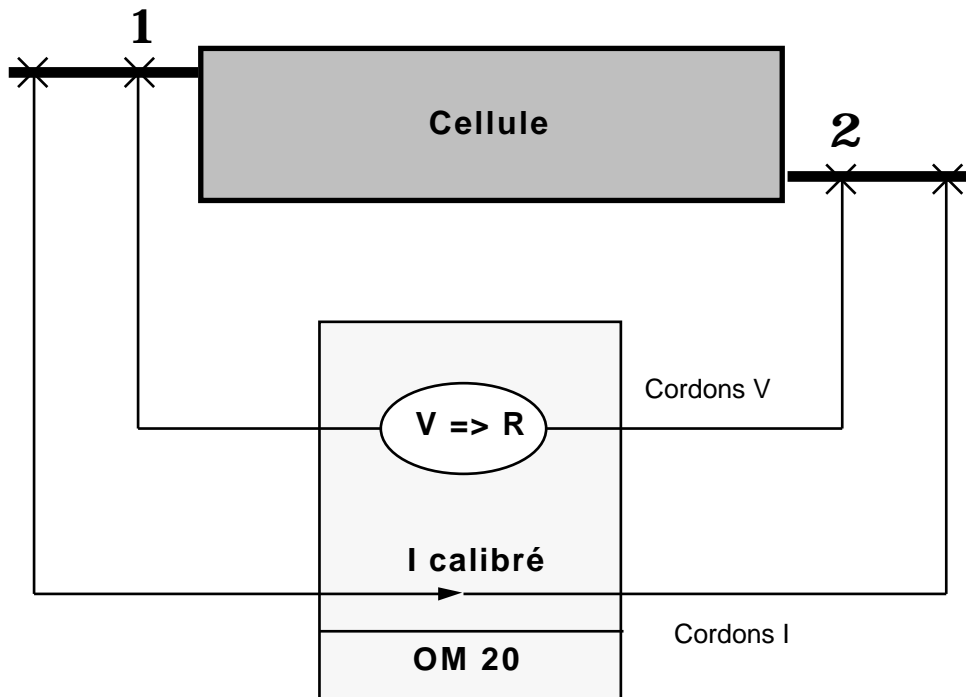 1
Cellule
2
Cordons V
V => R
I calibré
Cordons I
OM 20